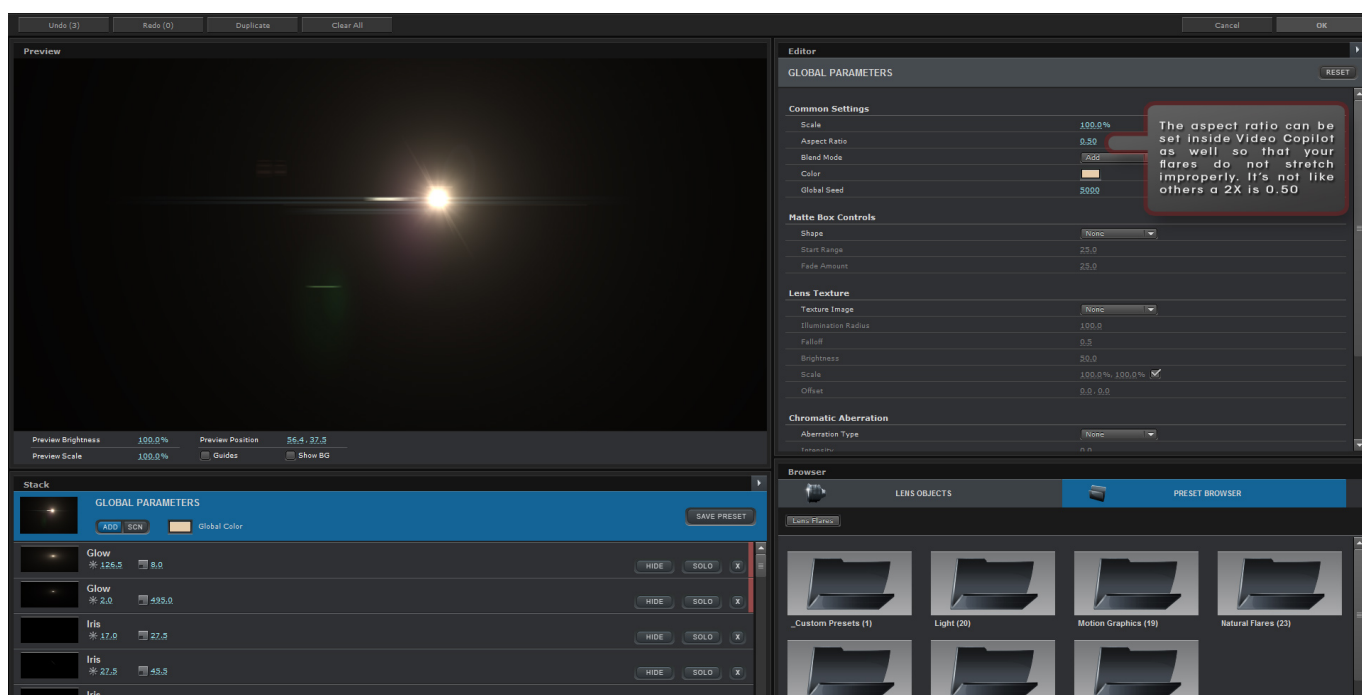 Undo (3) Redo (0) Duplicate Clear All Cancel OK
Preview
Preview Brightness 100.0% Preview Position 56.4, 37.5
Preview Scale 100.0% Guides Show BG
Editor
GLOBAL PARAMETERS RESET
Common Settings
Scale 100.0%
Aspect Ratio 0.50
Blend Mode Add
Color
Global Seed 5000
The aspect ratio can be
set inside Video Copilot
as well so that your
flares do not stretch
improperly. It's not like
others a 2X is 0.50
Matte Box Controls
Shape None
Start Range 25.0
Fade Amount 25.0
Lens Texture
Texture Image None
Illumination Radius 100.0
Falloff 0.5
Brightness 50.0
Scale 100.0%, 100.0%
Offset 0.0, 0.0
Chromatic Aberration
Aberration Type None
Intensity 0.0
Stack
GLOBAL PARAMETERS
ADD SCN Global Color SAVE PRESET
Glow
126.5 8.0 HIDE SOLO X
Glow
2.0 495.0 HIDE SOLO X
Iris
17.0 27.5 HIDE SOLO X
Iris
27.5 45.5 HIDE SOLO X
Iris
Browser
LENS OBJECTS PRESET BROWSER
Lens Flares
_Custom Presets (1) Light (20) Motion Graphics (19) Natural Flares (23)